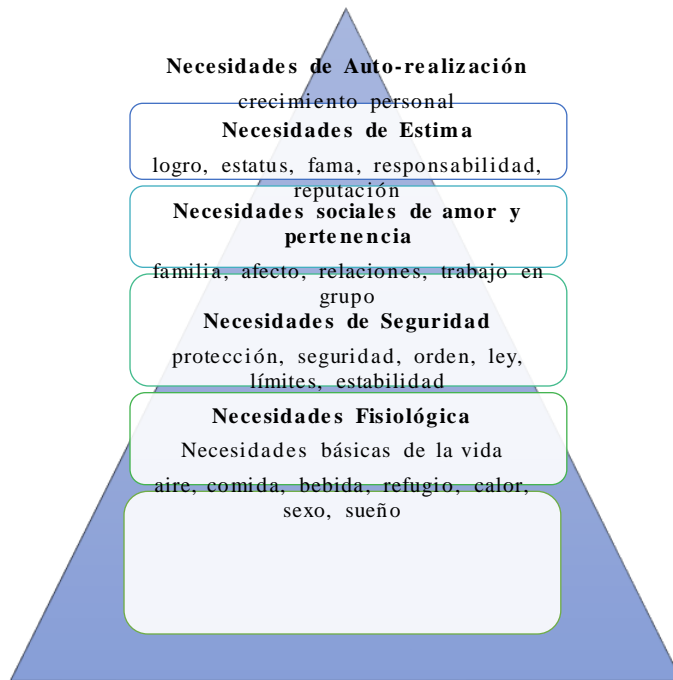 Necesidades de Auto-realización
crecimiento personal
Necesidades de Estima
logro, estatus, fama, responsabilidad,
reputación
Necesidades sociales de amor y
pertenencia
familia, afecto, relaciones, trabajo en
grupo
Necesidades de Seguridad
protección, seguridad, orden, ley,
límites, estabilidad
Necesidades Fisiológica
Necesidades básicas de la vida
aire, comida, bebida, refugio, calor,
sexo, sueño